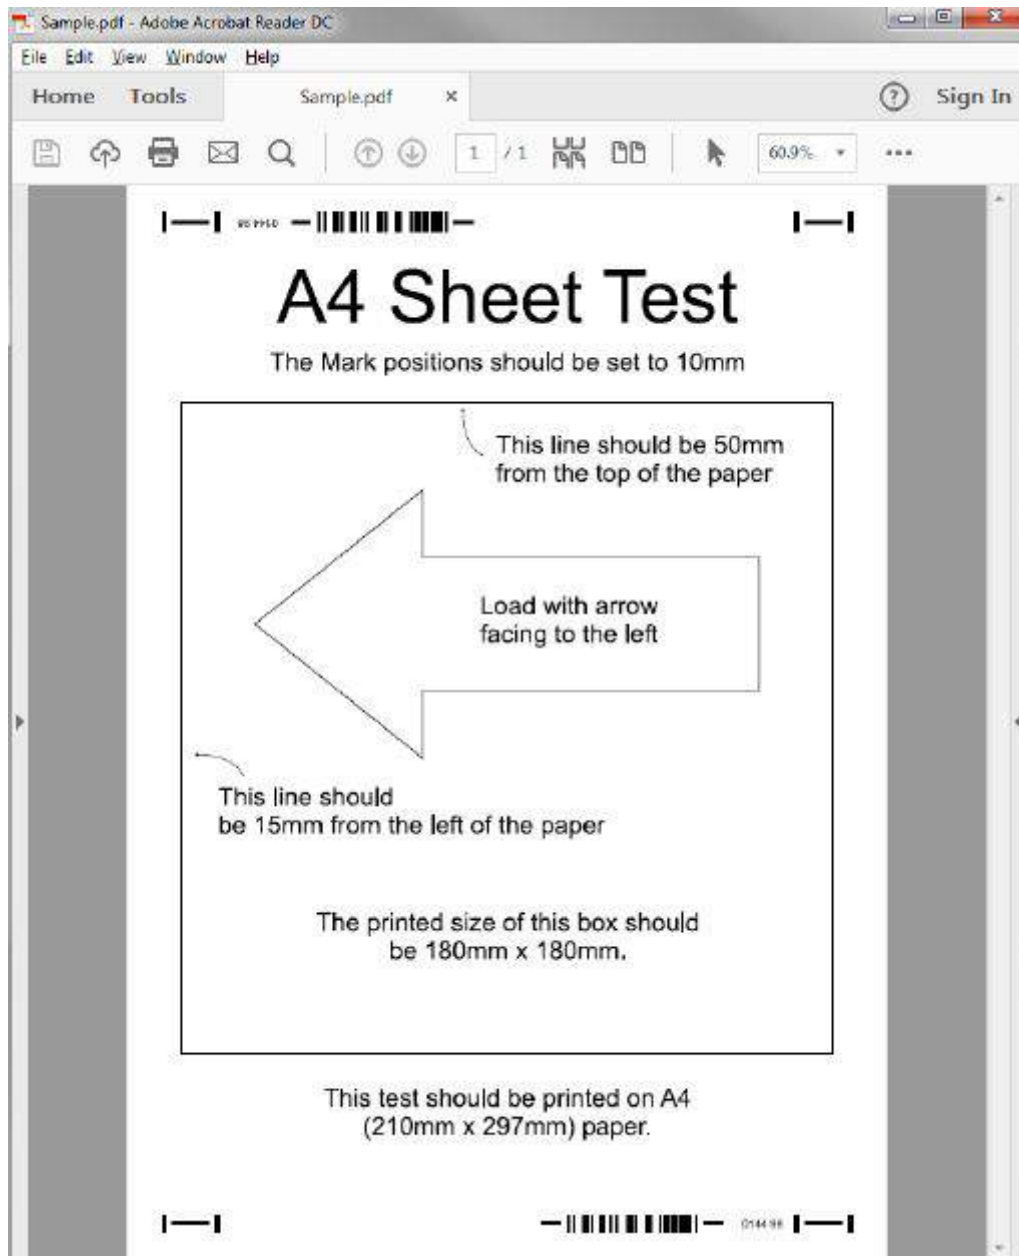 Sample.pdf - Adobe Acrobat Reader DC
File Edit View Window Help
Home Tools Sample.pdf × ? Sign In
1 / 1 60.9%
A4 Sheet Test
The Mark positions should be set to 10mm
This line should be 50mm
from the top of the paper
Load with arrow
facing to the left
This line should
be 15mm from the left of the paper
The printed size of this box should
be 180mm x 180mm.
This test should be printed on A4
(210mm x 297mm) paper.